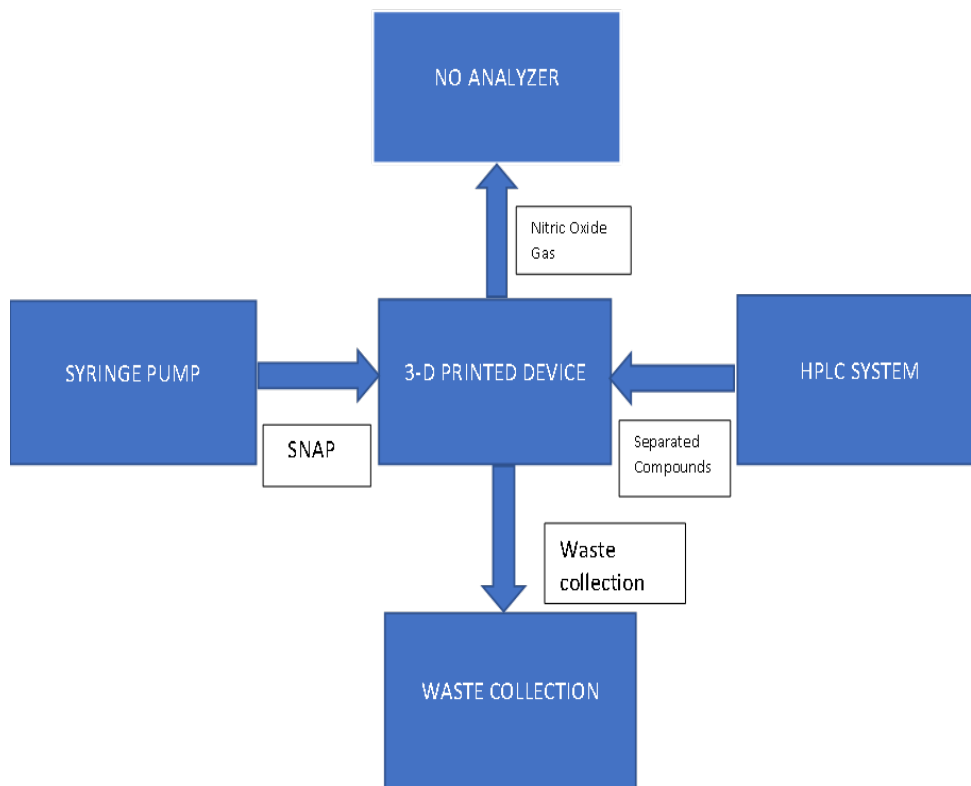 NO ANALYZER
Nitric Oxide
Gas
SYRINGE PUMP
3-D PRINTED DEVICE
HPLC SYSTEM
SNAP
Separated
Compounds
Waste
collection
WASTE COLLECTION